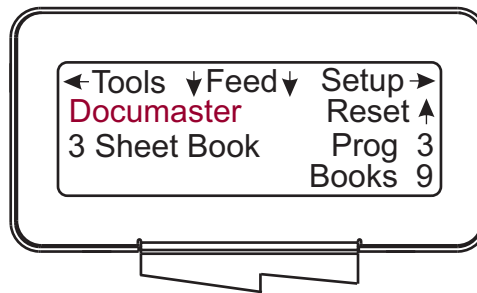 ←Tools ↓Feed↓ Setup→
Documaster Reset↑
3 Sheet Book Prog 3
Books 9